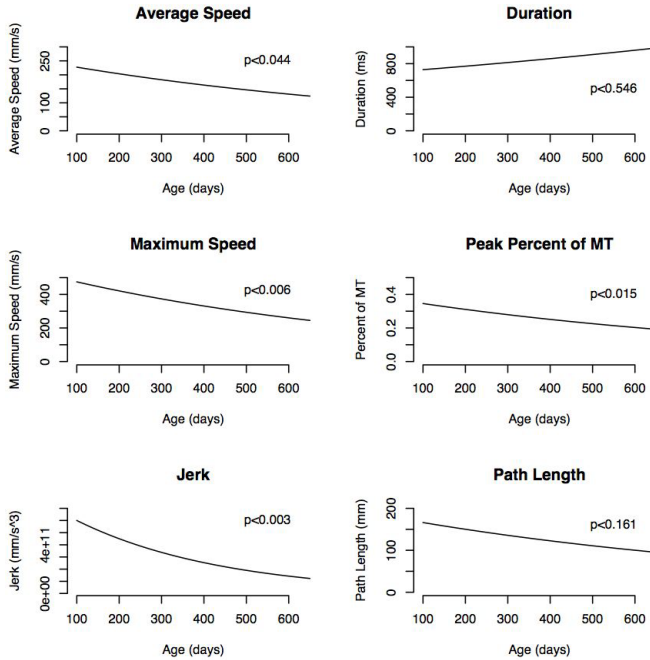 Average Speed
Average Speed (mm/s)
0 100 250
p<0.044
100 200 300 400 500 600
Age (days)
Duration
Duration (ms)
0 400 800
p<0.546
100 200 300 400 500 600
Age (days)
Maximum Speed
Maximum Speed (mm/s)
0 200 400
p<0.006
100 200 300 400 500 600
Age (days)
Peak Percent of MT
Percent of MT
0.0 0.2 0.4
p<0.015
100 200 300 400 500 600
Age (days)
Jerk
Jerk (mm/s^3)
0e+00 4e+11
p<0.003
100 200 300 400 500 600
Age (days)
Path Length
Path Length (mm)
0 100 200
p<0.161
100 200 300 400 500 600
Age (days)